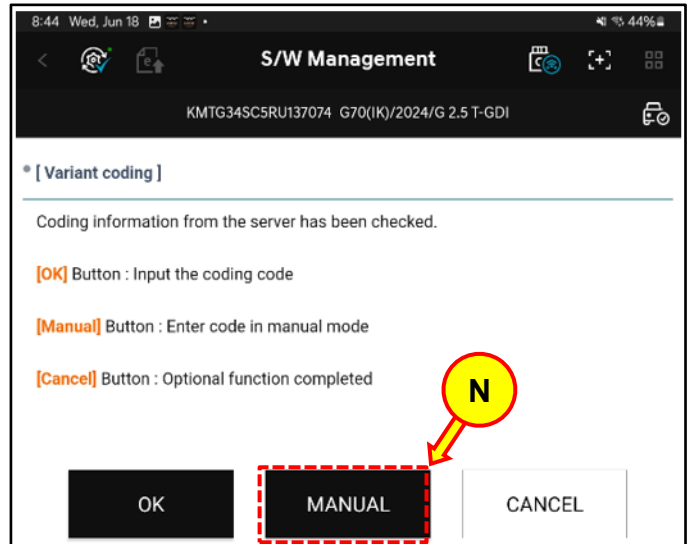 8:44 Wed, Jun 18 44%
S/W Management
KMTG34SC5RU137074 G70(IK)/2024/G 2.5 T-GDI
[ Variant coding ]
Coding information from the server has been checked.
[OK] Button : Input the coding code
[Manual] Button : Enter code in manual mode
[Cancel] Button : Optional function completed
N
OK MANUAL CANCEL